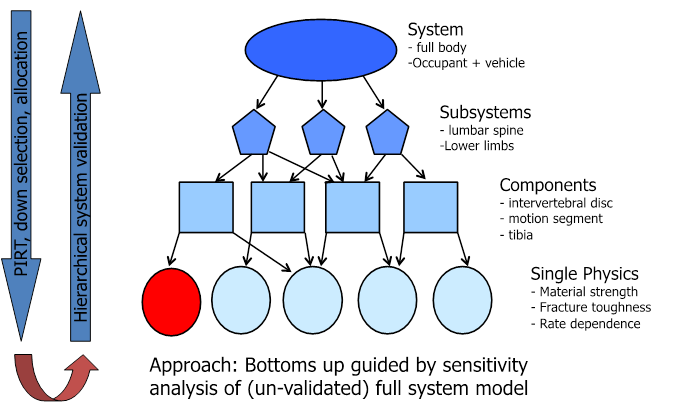 System
- full body
-Occupant + vehicle
Subsystems
- lumbar spine
-Lower limbs
Components
- intervertebral disc
- motion segment
- tibia
Single Physics
- Material strength
- Fracture toughness
- Rate dependence
PIRT, down selection, allocation
Hierarchical system validation
Approach: Bottoms up guided by sensitivity
analysis of (un-validated) full system model